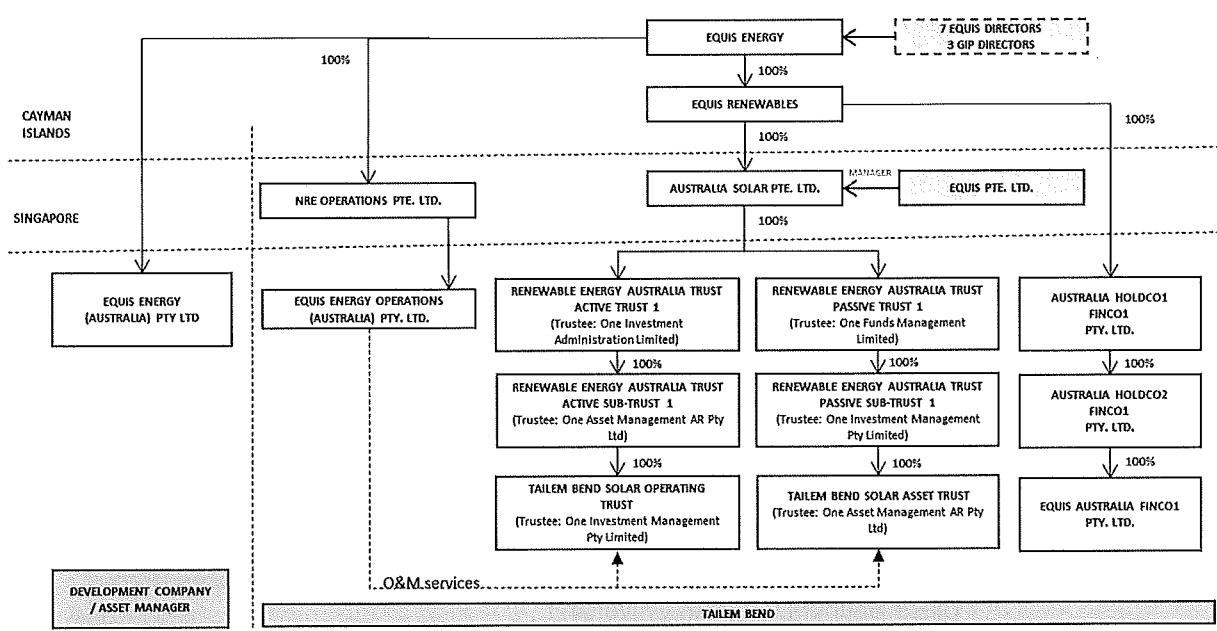 EQUIS ENERGY
7 EQUIS DIRECTORS
3 GIP DIRECTORS
100%
100%
EQUIS RENEWABLES
CAYMAN
ISLANDS
100%
100%
AUSTRALIA SOLAR PTE. LTD.
MANAGER
EQUIS PTE. LTD.
NRE OPERATIONS PTE. LTD.
SINGAPORE
100%
EQUIS ENERGY
(AUSTRALIA) PTY LTD
EQUIS ENERGY OPERATIONS
(AUSTRALIA) PTY. LTD.
RENEWABLE ENERGY AUSTRALIA TRUST
ACTIVE TRUST 1
(Trustee: One Investment
Administration Limited)
RENEWABLE ENERGY AUSTRALIA TRUST
PASSIVE TRUST 1
(Trustee: One Funds Management
Limited)
AUSTRALIA HOLDCO1
FINCO1
PTY. LTD.
100%
100%
100%
RENEWABLE ENERGY AUSTRALIA TRUST
ACTIVE SUB-TRUST 1
(Trustee: One Asset Management AR Pty
Ltd)
RENEWABLE ENERGY AUSTRALIA TRUST
PASSIVE SUB-TRUST 1
(Trustee: One Investment Management
Pty Limited)
AUSTRALIA HOLDCO2
FINCO1
PTY. LTD.
100%
100%
100%
TAILEM BEND SOLAR OPERATING
TRUST
(Trustee: One Investment Management
Pty Limited)
TAILEM BEND SOLAR ASSET TRUST
(Trustee: One Asset Management AR Pty
Ltd)
EQUIS AUSTRALIA FINCO1
PTY. LTD.
O&M services
DEVELOPMENT COMPANY
/ ASSET MANAGER
TAILEM BEND